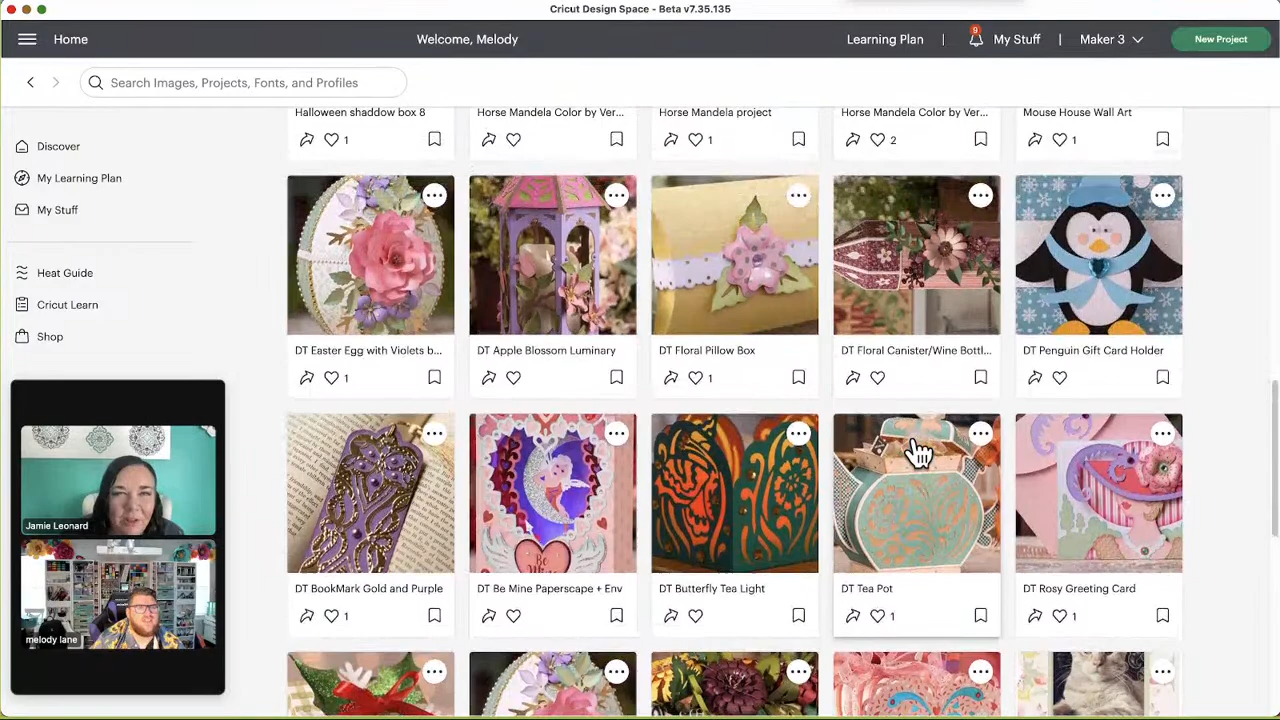 Cricut Design Space - Beta v7.35.135
Home
Welcome, Melody
Learning Plan
9
My Stuff
Maker 3
New Project
Search Images, Projects, Fonts, and Profiles
Discover
My Learning Plan
My Stuff
Heat Guide
Cricut Learn
Shop
Jamie Leonard
melody lane
Halloween shadow box 8
Horse Mandela Color by Ver...
Horse Mandela project
Horse Mandela Color by Ver...
Mouse House Wall Art
1
1
2
1
DT Easter Egg with Violets b...
DT Apple Blossom Luminary
DT Floral Pillow Box
DT Floral Canister/Wine Bottl...
DT Penguin Gift Card Holder
1
1
Be Mine
DT BookMark Gold and Purple
DT Be Mine Paperscape + Env
DT Butterfly Tea Light
DT Tea Pot
DT Rosy Greeting Card
1
1
1